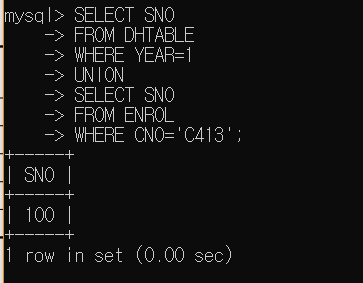 mysql> SELECT SNO
    -> FROM DHTABLE
    -> WHERE YEAR=1
    -> UNION
    -> SELECT SNO
    -> FROM ENROL
    -> WHERE CNO='C413';
+-----+
| SNO |
+-----+
| 100 |
+-----+
1 row in set (0.00 sec)